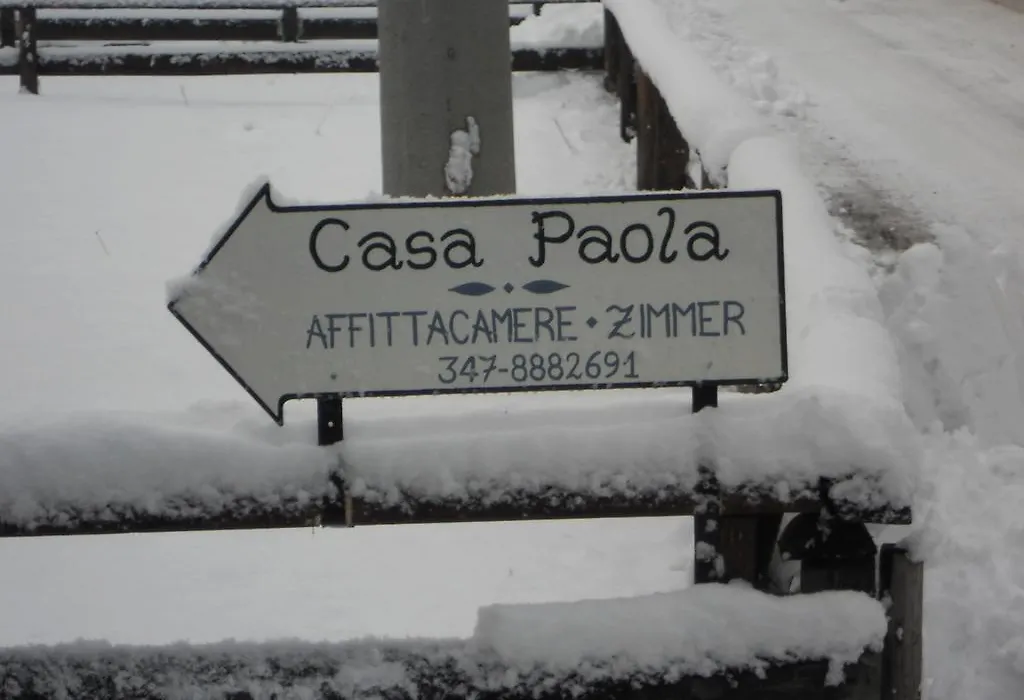 Casa Paola
AFFITTACAMERE • ZIMMER
347-8882691